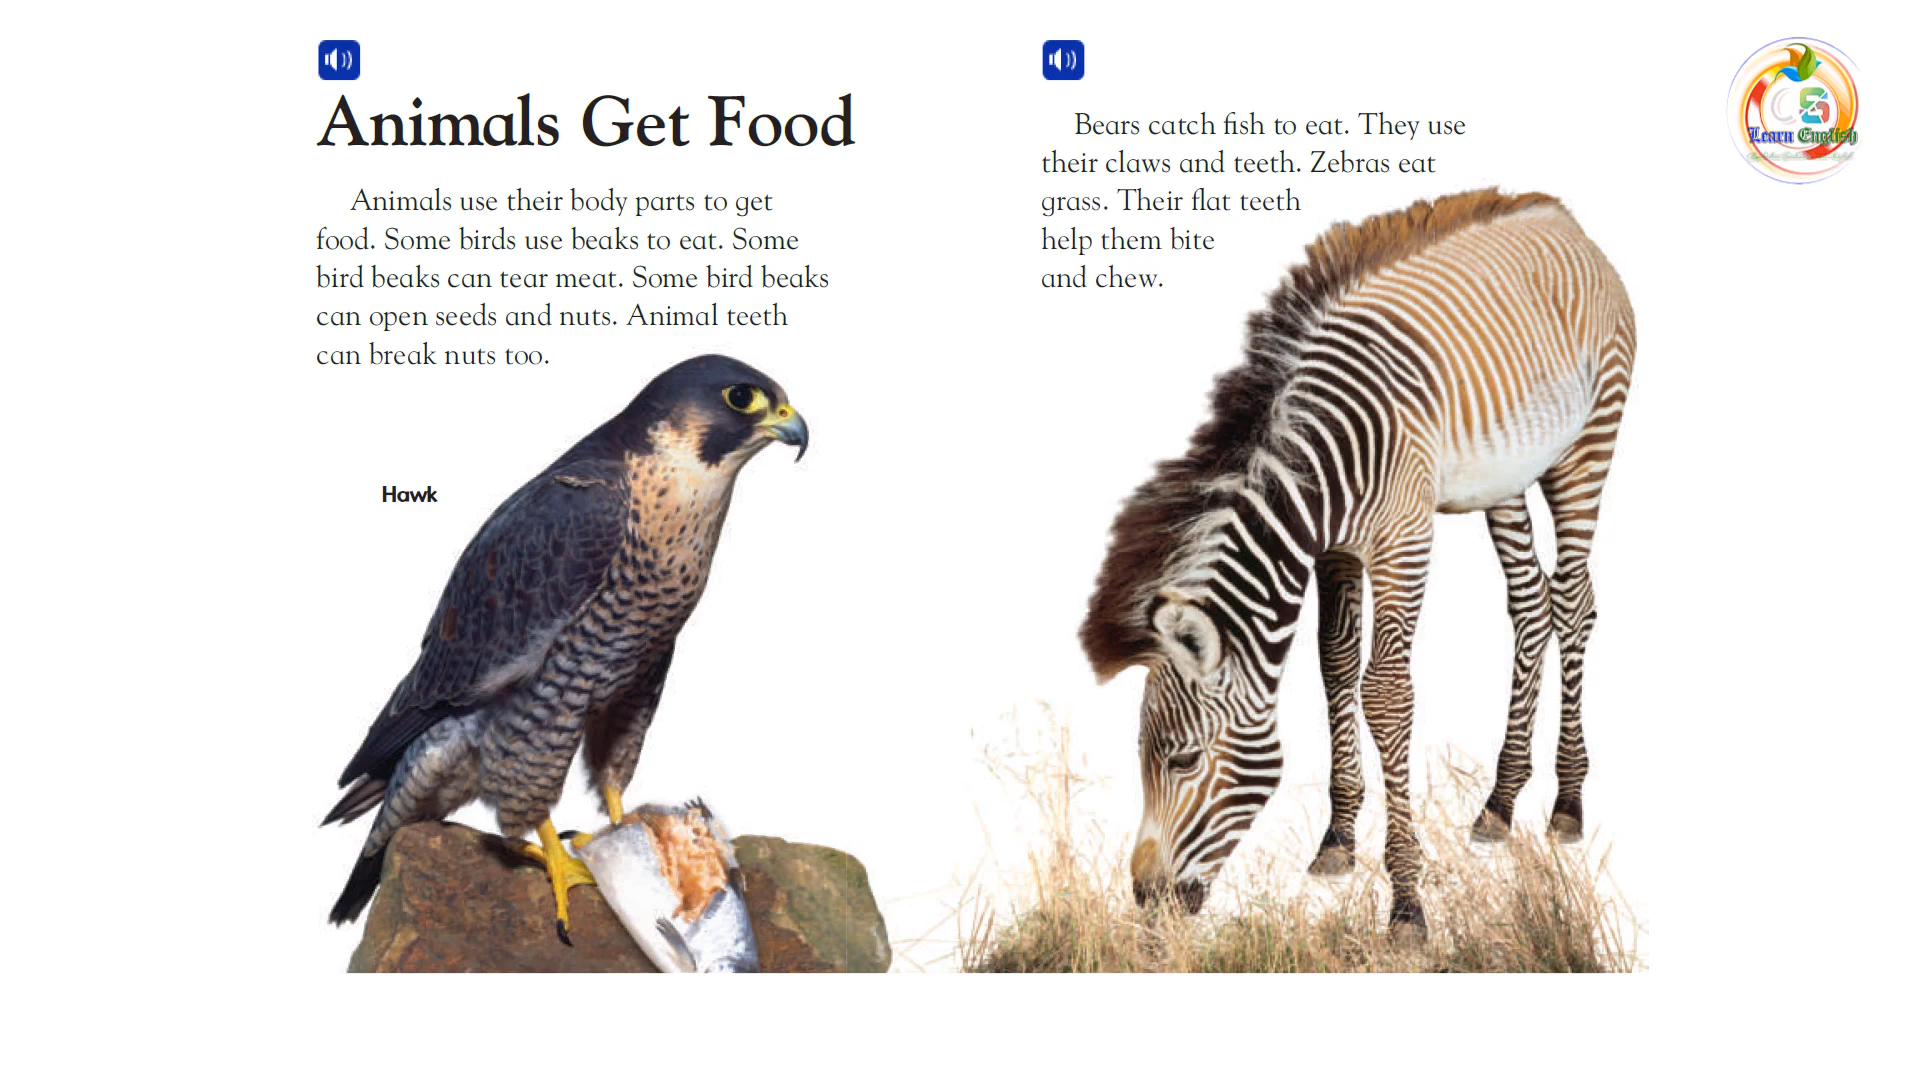 Animals Get Food
Animals use their body parts to get
food. Some birds use beaks to eat. Some
bird beaks can tear meat. Some bird beaks
can open seeds and nuts. Animal teeth
can break nuts too.
Hawk
Bears catch fish to eat. They use
their claws and teeth. Zebras eat
grass. Their flat teeth
help them bite
and chew.
Learn English